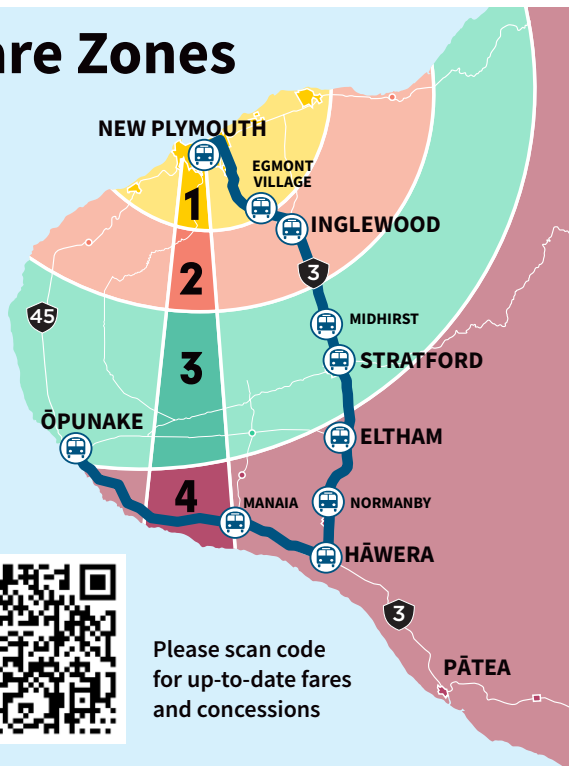 are Zones
NEW PLYMOUTH
EGMONT
VILLAGE
1
INGLEWOOD
2
3
45
MIDHIRST
3
STRATFORD
ŌPUNAKE
ELTHAM
4
MANAIA
NORMANBY
HĀWERA
3
Please scan code
for up-to-date fares
and concessions
PĀTEA